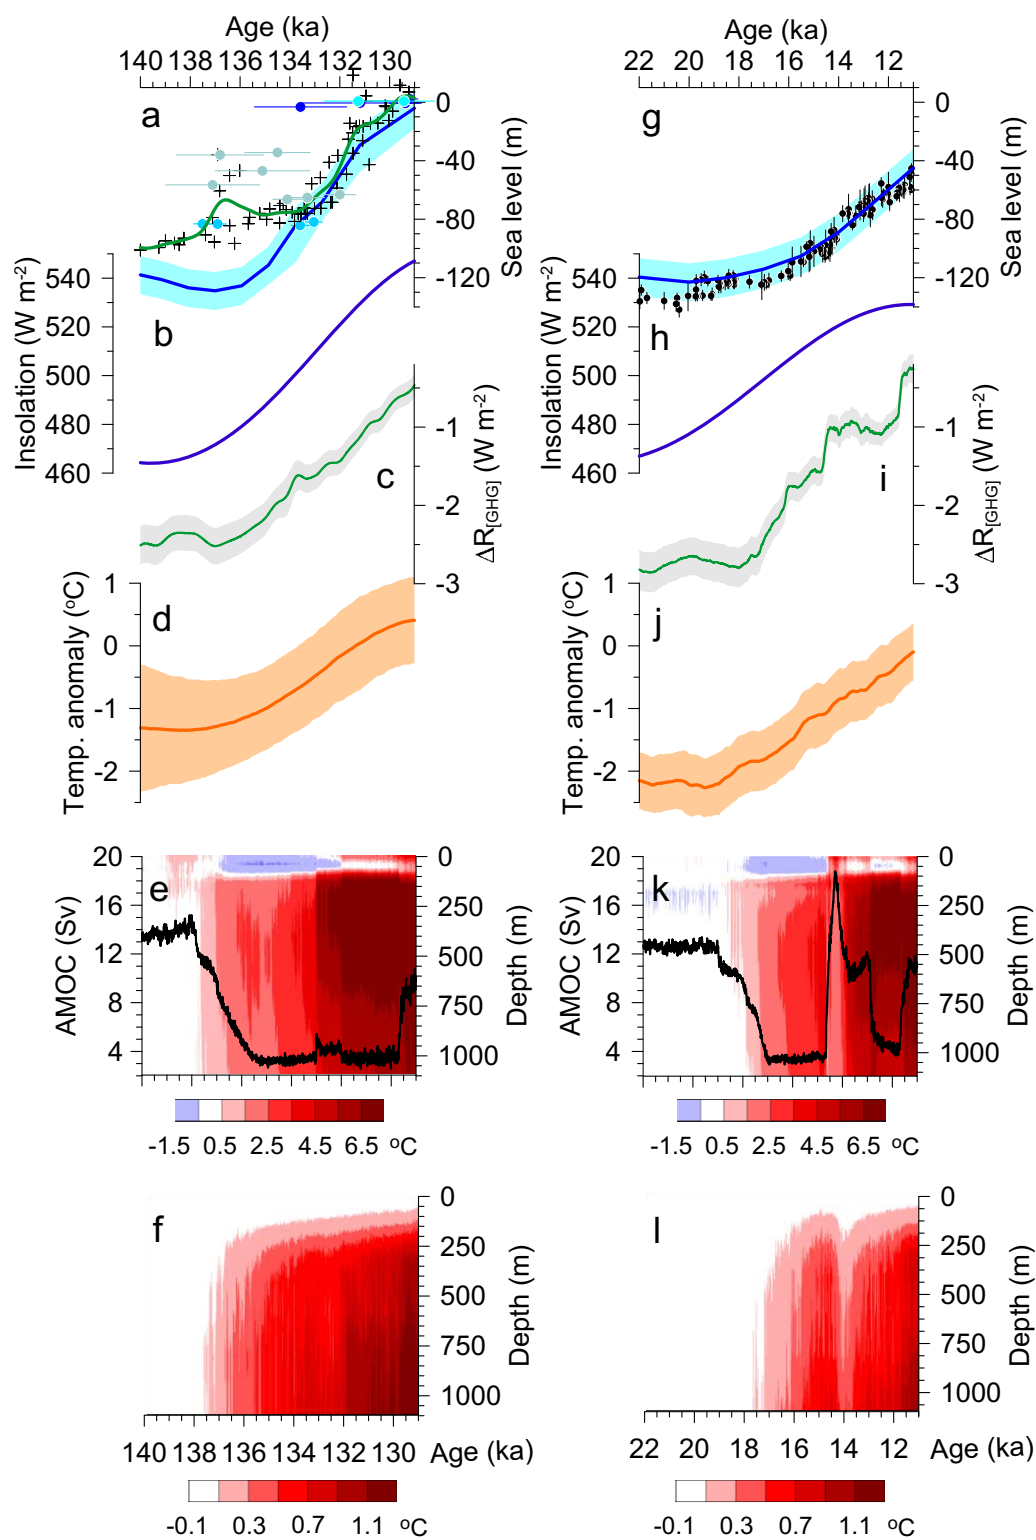 Age (ka)
140 138 136 134 132 130
a
0
-40
-80
-120
Sea level (m)
540
520
500
480
460
Insolation (W m-2)
b
c
-1
-2
-3
ΔR[GHG] (W m-2)
1
0
-1
-2
Temp. anomaly (oC)
d
20
16
12
8
4
AMOC (Sv)
e
0
250
500
750
1000
Depth (m)
-1.5 0.5 2.5 4.5 6.5 oC
f
0
250
500
750
1000
Depth (m)
140 138 136 134 132 130 Age (ka)
-0.1 0.3 0.7 1.1 oC
Age (ka)
22 20 18 16 14 12
g
0
-40
-80
-120
Sea level (m)
540
520
500
480
460
Insolation (W m-2)
h
i
-1
-2
-3
ΔR[GHG] (W m-2)
1
0
-1
-2
Temp. anomaly (oC)
j
20
16
12
8
4
AMOC (Sv)
k
0
250
500
750
1000
Depth (m)
-1.5 0.5 2.5 4.5 6.5 oC
l
0
250
500
750
1000
Depth (m)
22 20 18 16 14 12 Age (ka)
-0.1 0.3 0.7 1.1 oC